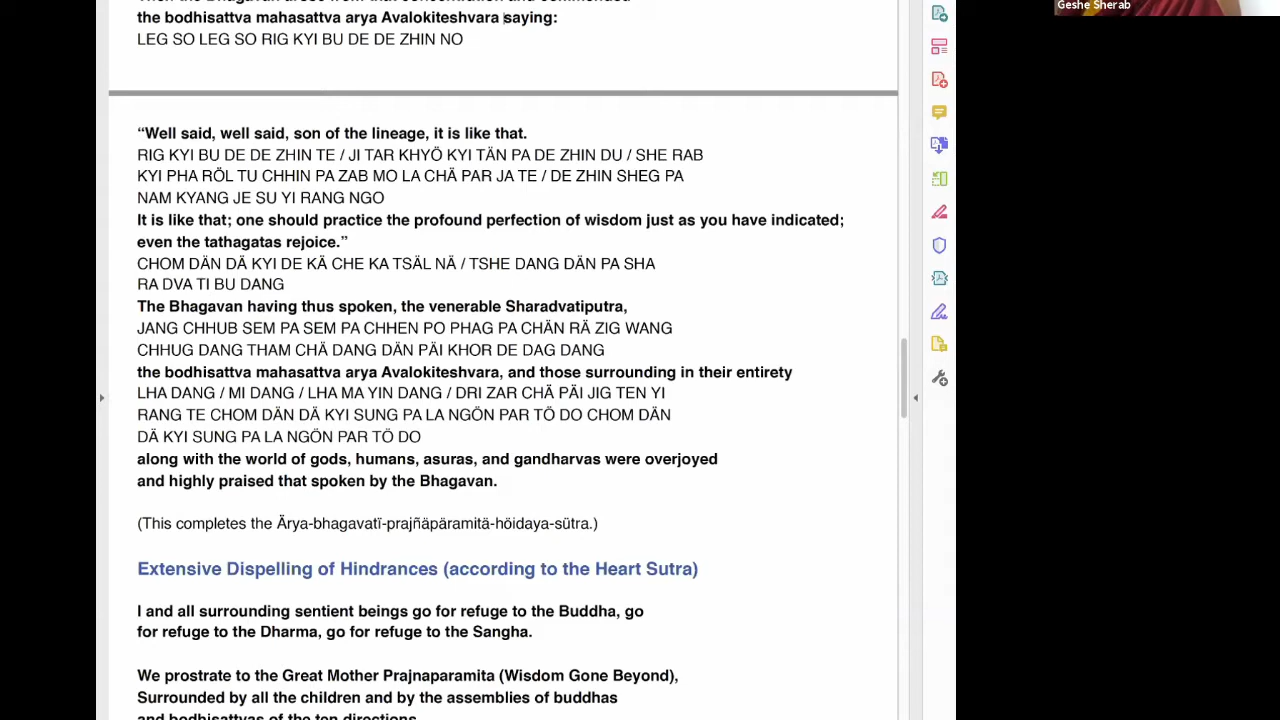 the bodhisattva mahasattva arya Avalokiteshvara saying:
LEG SO LEG SO RIG KYI BU DE DE ZHIN NO
“Well said, well said, son of the lineage, it is like that.
RIG KYI BU DE DE ZHIN TE / JI TAR KHYÖ KYI TÄN PA DE ZHIN DU / SHE RAB
KYI PHA RÖL TU CHHIN PA ZAB MO LA CHÄ PAR JA TE / DE ZHIN SHEG PA
NAM KYANG JE SU YI RANG NGO
It is like that; one should practice the profound perfection of wisdom just as you have indicated;
even the tathagatas rejoice.”
CHOM DÄN DÄ KYI DE KÄ CHE KA TSÄL NÄ / TSHE DANG DÄN PA SHA
RA DVA TI BU DANG
The Bhagavan having thus spoken, the venerable Sharadvatiputra,
JANG CHHUB SEM PA SEM PA CHHEN PO PHAG PA CHÄN RÄ ZIG WANG
CHHUG DANG THAM CHÄ DANG DÄN PÄI KHOR DE DAG DANG
the bodhisattva mahasattva arya Avalokiteshvara, and those surrounding in their entirety
LHA DANG / MI DANG / LHA MA YIN DANG / DRI ZAR CHÄ PÄI JIG TEN YI
RANG TE CHOM DÄN DÄ KYI SUNG PA LA NGÖN PAR TÖ DO CHOM DÄN
DÄ KYI SUNG PA LA NGÖN PAR TÖ DO
along with the world of gods, humans, asuras, and gandharvas were overjoyed
and highly praised that spoken by the Bhagavan.
(This completes the Ärya-bhagavatï-prajñäpäramitä-höidaya-sütra.)
Extensive Dispelling of Hindrances (according to the Heart Sutra)
I and all surrounding sentient beings go for refuge to the Buddha, go
for refuge to the Dharma, go for refuge to the Sangha.
We prostrate to the Great Mother Prajnaparamita (Wisdom Gone Beyond),
Surrounded by all the children and by the assemblies of buddhas
and bodhisattvas of the ten directions
Geshe Sherab